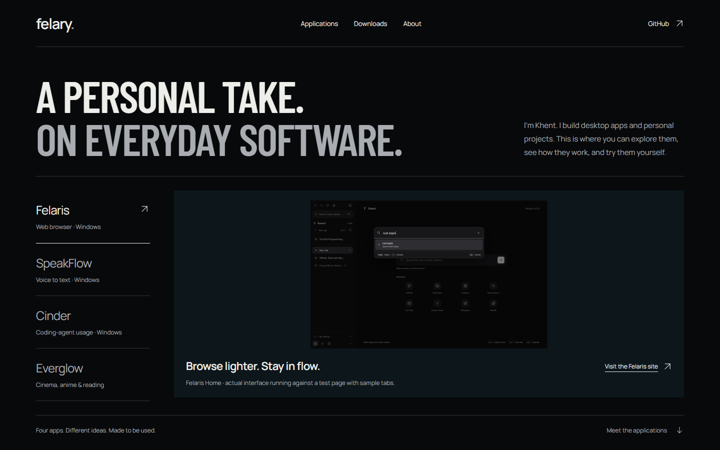 felary.
Applications
Downloads
About
GitHub
A PERSONAL TAKE.
ON EVERYDAY SOFTWARE.
I'm Khent. I build desktop apps and personal
projects. This is where you can explore them,
see how they work, and try them yourself.
Felaris
Web browser · Windows
SpeakFlow
Voice to text · Windows
Cinder
Coding-agent usage · Windows
Everglow
Cinema, anime & reading
Browse lighter. Stay in flow.
Felaris Home · actual interface running against a test page with sample tabs.
Visit the Felaris site
Four apps. Different ideas. Made to be used.
Meet the applications